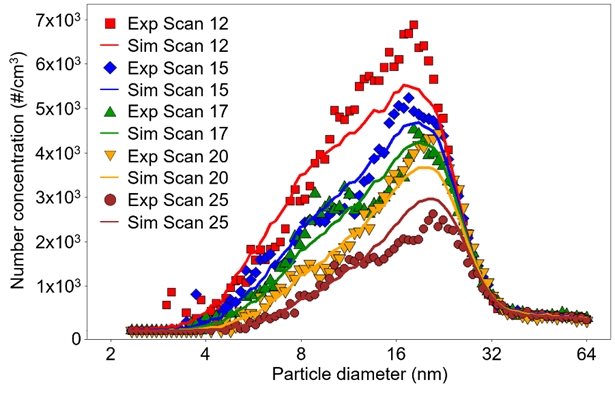 7x10³
6x10³
5x10³
4x10³
3x10³
2x10³
1x10³
0
Number concentration (#/cm³)
Exp Scan 12
Sim Scan 12
Exp Scan 15
Sim Scan 15
Exp Scan 17
Sim Scan 17
Exp Scan 20
Sim Scan 20
Exp Scan 25
Sim Scan 25
2 4 8 16 32 64
Particle diameter (nm)